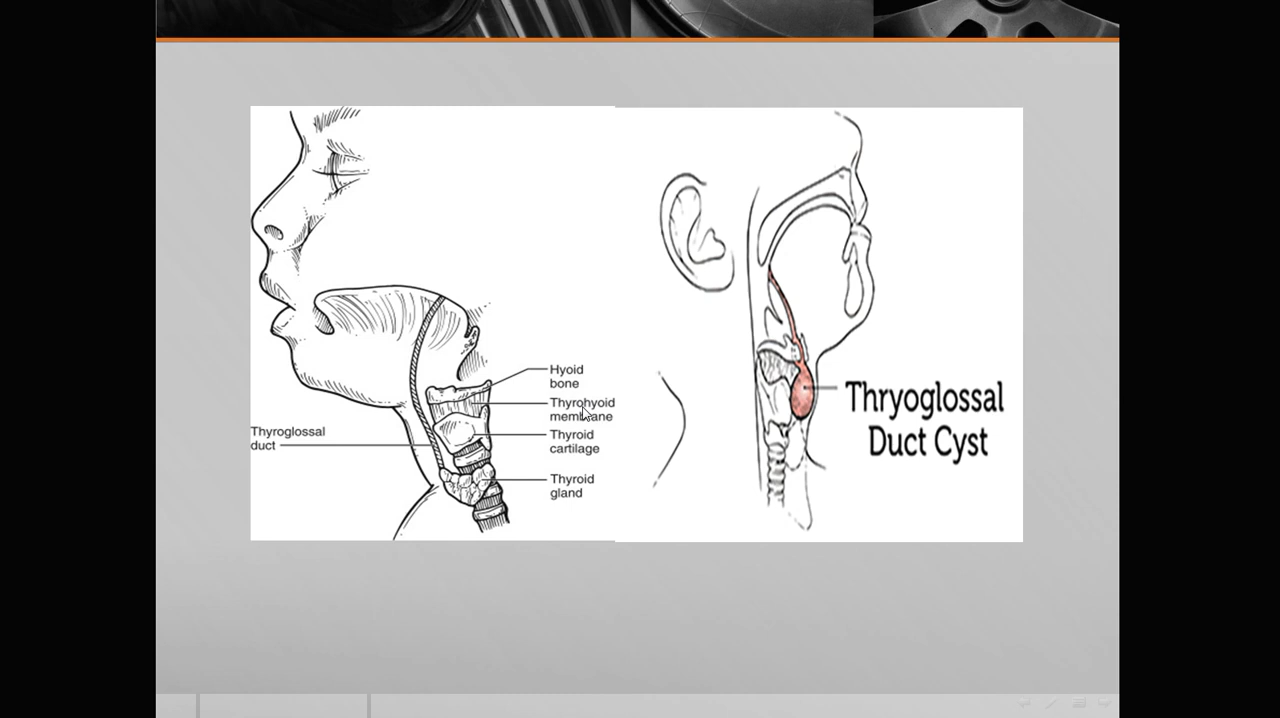 Hyoid
bone
Thyrohyoid
membrane
Thyroglossal
duct
Thyroid
cartilage
Thyroid
gland
Thryoglossal
Duct Cyst